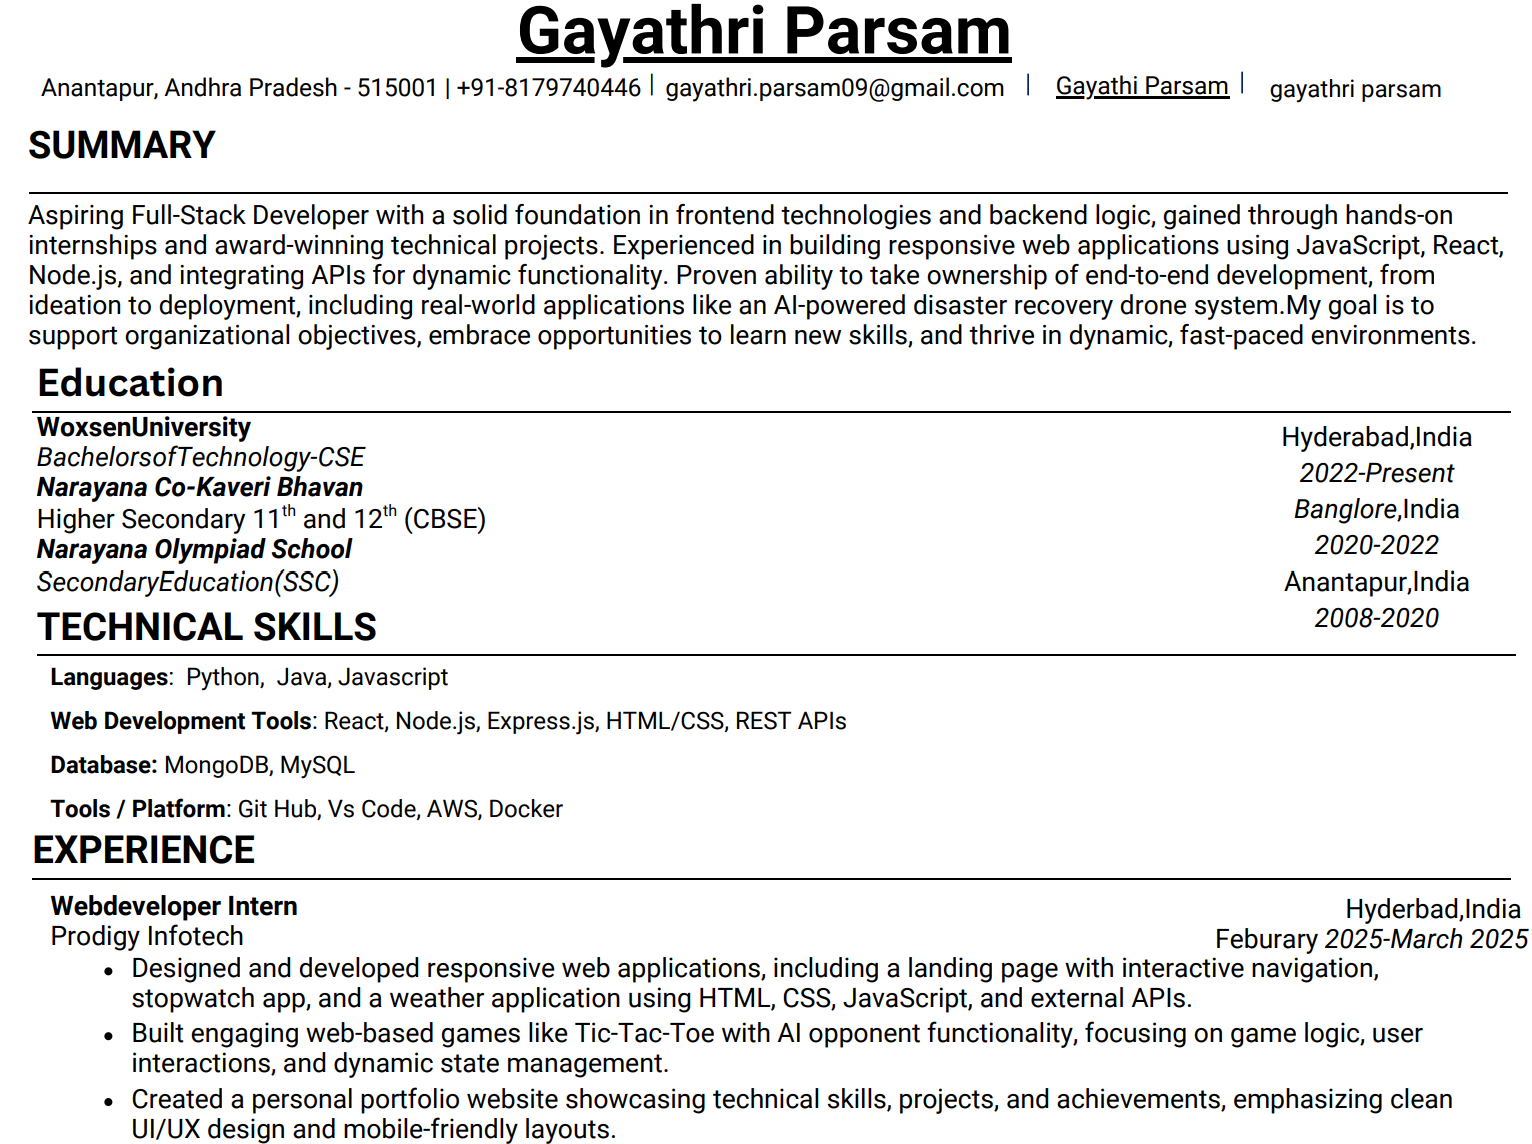 Gayathri Parsam
Anantapur, Andhra Pradesh - 515001 | +91-8179740446 | gayathri.parsam09@gmail.com | Gayathi Parsam | gayathri parsam
SUMMARY
Aspiring Full-Stack Developer with a solid foundation in frontend technologies and backend logic, gained through hands-on
internships and award-winning technical projects. Experienced in building responsive web applications using JavaScript, React,
Node.js, and integrating APIs for dynamic functionality. Proven ability to take ownership of end-to-end development, from
ideation to deployment, including real-world applications like an AI-powered disaster recovery drone system.My goal is to
support organizational objectives, embrace opportunities to learn new skills, and thrive in dynamic, fast-paced environments.
Education
WoxsenUniversity
Hyderabad,India
BachelorsofTechnology-CSE
2022-Present
Narayana Co-Kaveri Bhavan
Banglore,India
Higher Secondary 11th and 12th (CBSE)
2020-2022
Narayana Olympiad School
Anantapur,India
SecondaryEducation(SSC)
2008-2020
TECHNICAL SKILLS
Languages: Python, Java, Javascript
Web Development Tools: React, Node.js, Express.js, HTML/CSS, REST APIs
Database: MongoDB, MySQL
Tools / Platform: Git Hub, Vs Code, AWS, Docker
EXPERIENCE
Webdeveloper Intern
Hyderbad,India
Prodigy Infotech
Feburary 2025-March 2025
• Designed and developed responsive web applications, including a landing page with interactive navigation,
stopwatch app, and a weather application using HTML, CSS, JavaScript, and external APIs.
• Built engaging web-based games like Tic-Tac-Toe with AI opponent functionality, focusing on game logic, user
interactions, and dynamic state management.
• Created a personal portfolio website showcasing technical skills, projects, and achievements, emphasizing clean
UI/UX design and mobile-friendly layouts.